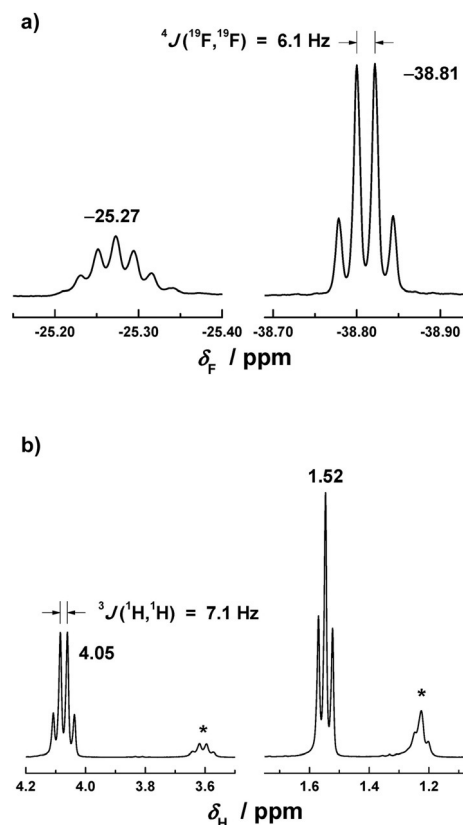 a)
⁴J(¹⁹F,¹⁹F) = 6.1 Hz
–38.81
–25.27
-25.20 -25.30 -25.40 -38.70 -38.80 -38.90
δF / ppm
b)
1.52
³J(¹H,¹H) = 7.1 Hz
4.05
* *
4.2 4.0 3.8 3.6 1.6 1.4 1.2
δH / ppm